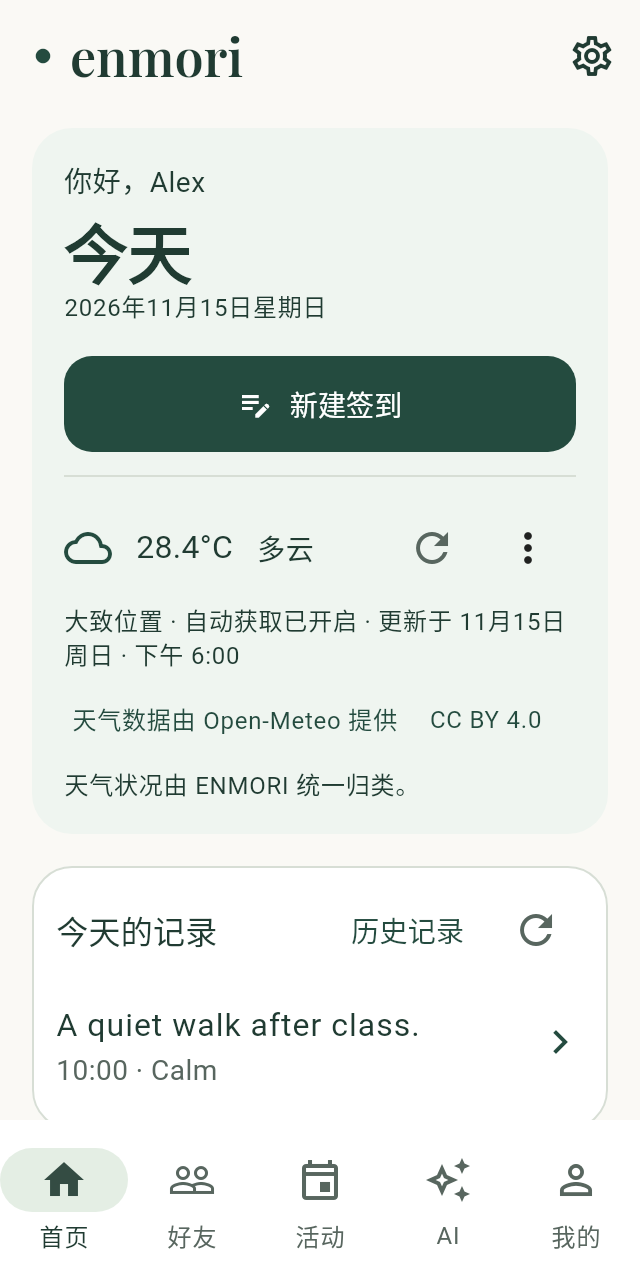 enmori
你好，Alex
今天
2026年11月15日星期日
新建签到
28.4°C 多云
大致位置 · 自动获取已开启 · 更新于 11月15日
周日 · 下午 6:00
天气数据由 Open-Meteo 提供 CC BY 4.0
天气状况由 ENMORI 统一归类。
今天的记录 历史记录
A quiet walk after class.
10:00 · Calm
首页 好友 活动 AI 我的